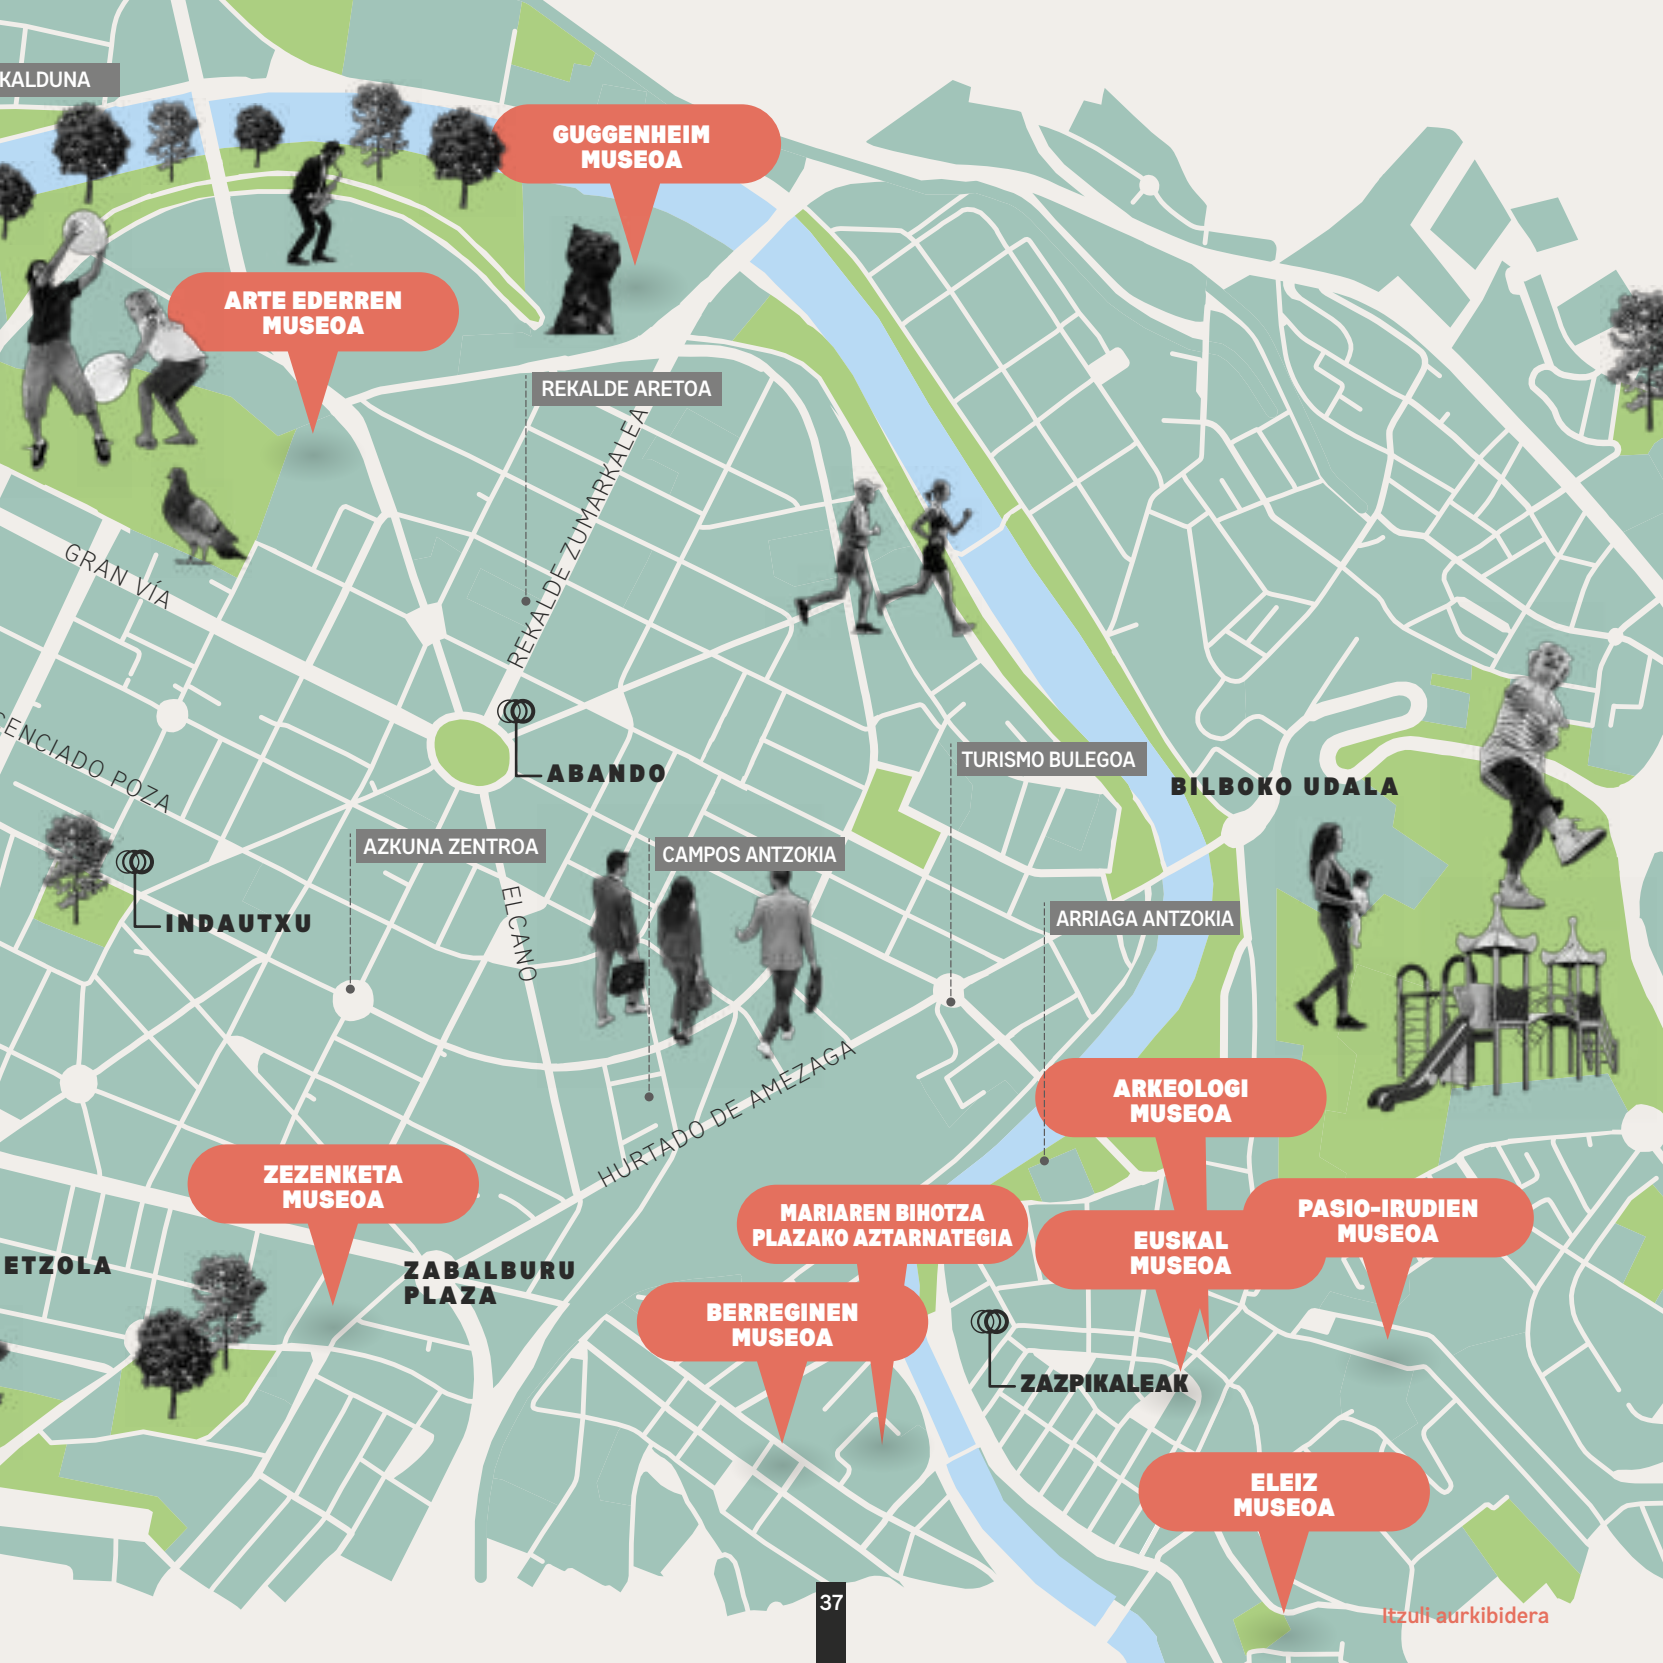 KALDUNA
GUGGENHEIM
MUSEOA
ARTE EDERREN
MUSEOA
REKALDE ARETOA
REKALDE ZUMARKALEA
GRAN VÍA
ENCIADO POZA
ABANDO
TURISMO BULEGOA
BILBOKO UDALA
AZKUNA ZENTROA
CAMPOS ANTZOKIA
INDAUTXU
ELCANO
ARRIAGA ANTZOKIA
HURTADO DE AMEZAGA
ARKEOLOGI
MUSEOA
ZEZENKETA
MUSEOA
MARIAREN BIHOTZA
PLAZAKO AZTARNATEGIA
EUSKAL
MUSEOA
PASIO-IRUDIEN
MUSEOA
ETZOLA
ZABALBURU
PLAZA
BERREGINEN
MUSEOA
ZAZPIKALEAK
ELEIZ
MUSEOA
37
Itzuli aurkibidera